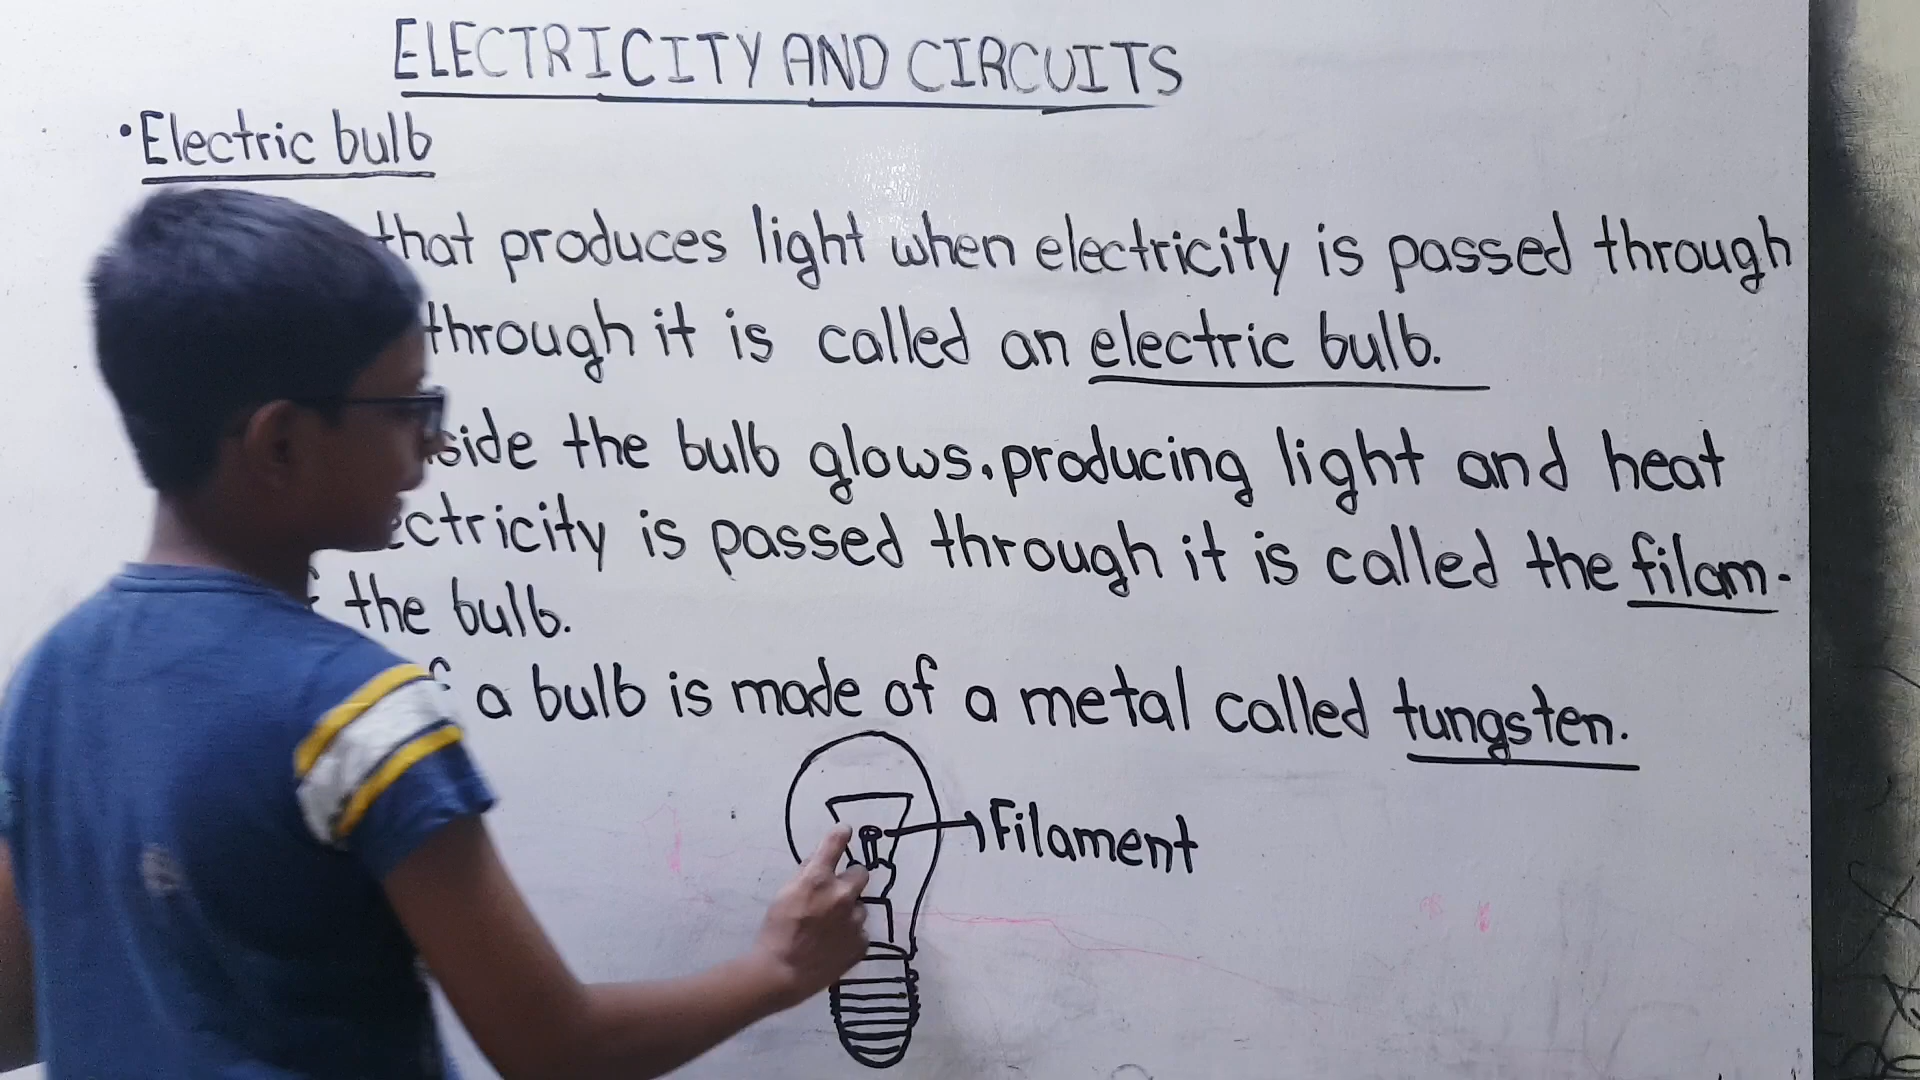 ELECTRICITY AND CIRCUITS
• Electric bulb
that produces light when electricity is passed through
through it is called an electric bulb.
side the bulb glows.producing light and heat
ectricity is passed through it is called the filam-
the bulb.
a bulb is made of a metal called tungsten.
Filament